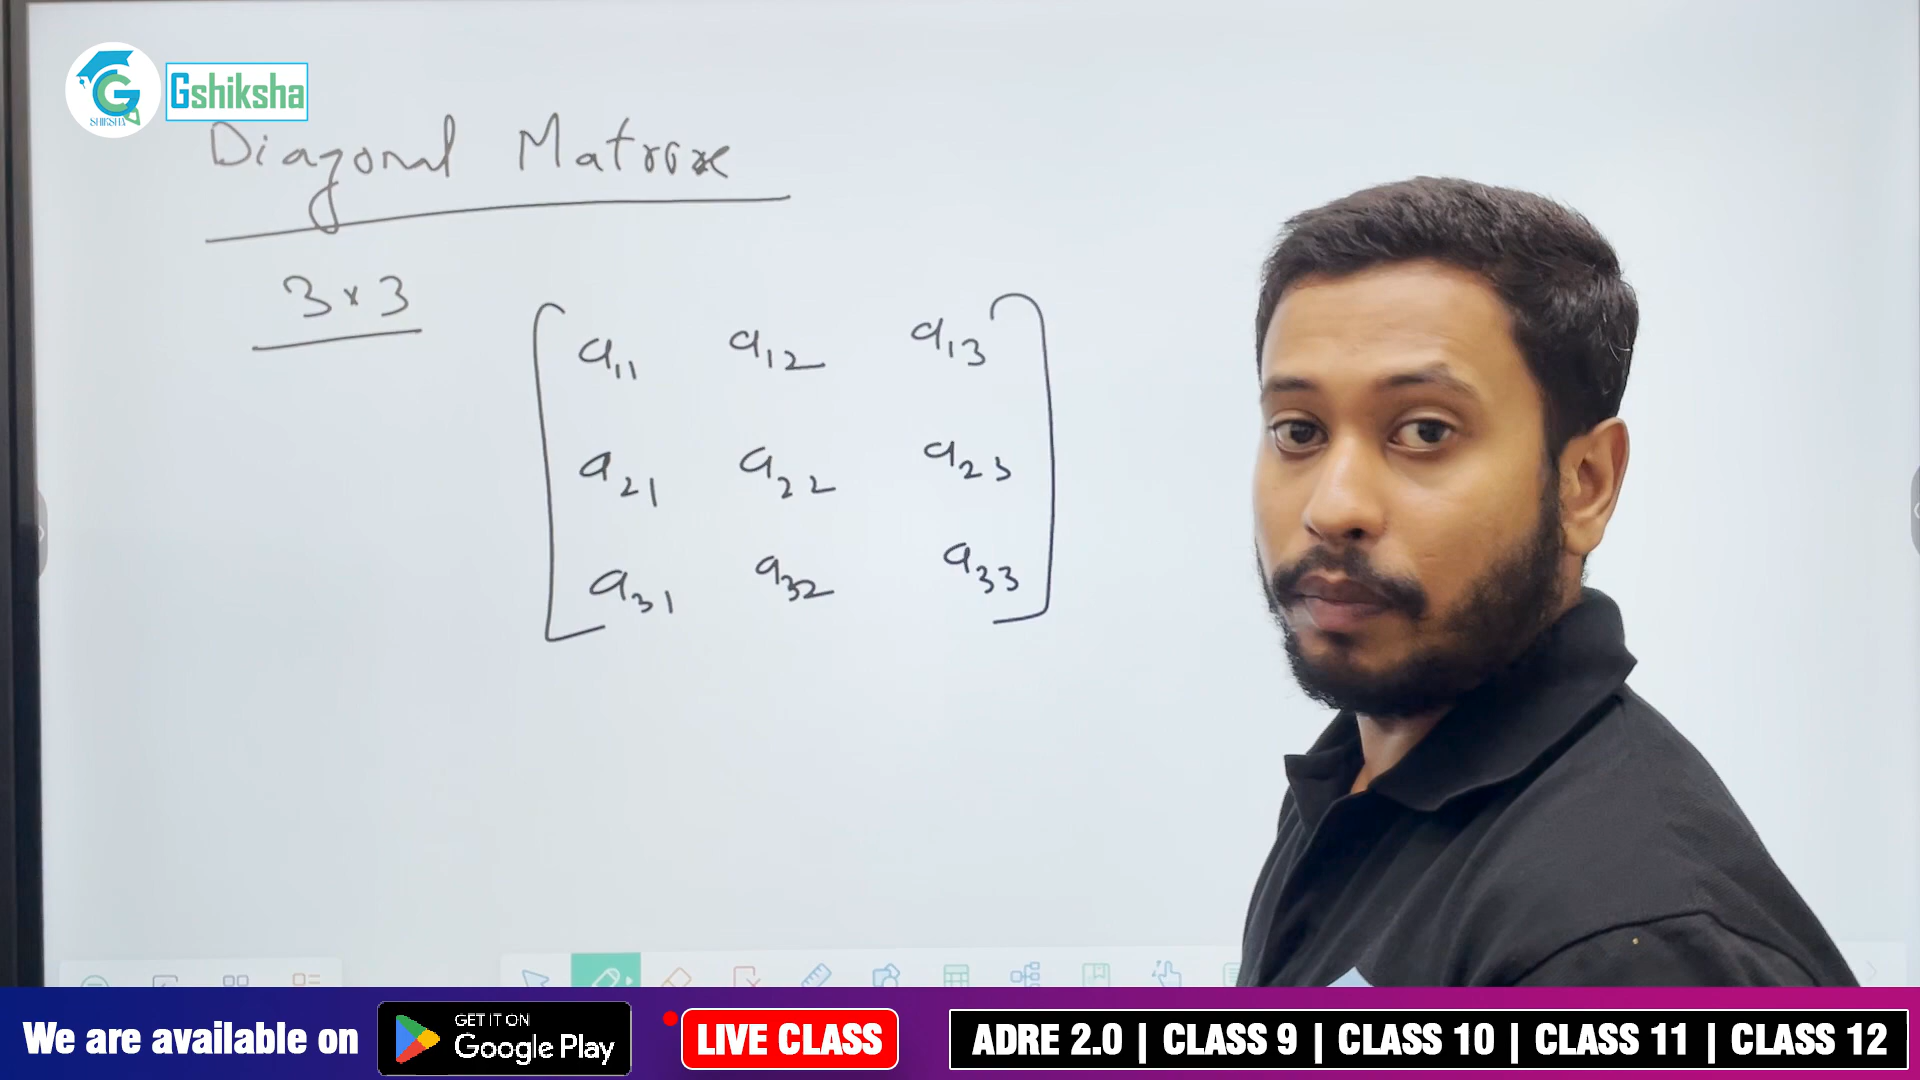 G
SHIKSHA
Gshiksha
Diagonal Matrix
3 × 3
a₁₁ a₁₂ a₁₃
a₂₁ a₂₂ a₂₃
a₃₁ a₃₂ a₃₃
We are available on
GET IT ON
Google Play
LIVE CLASS
ADRE 2.0 | CLASS 9 | CLASS 10 | CLASS 11 | CLASS 12